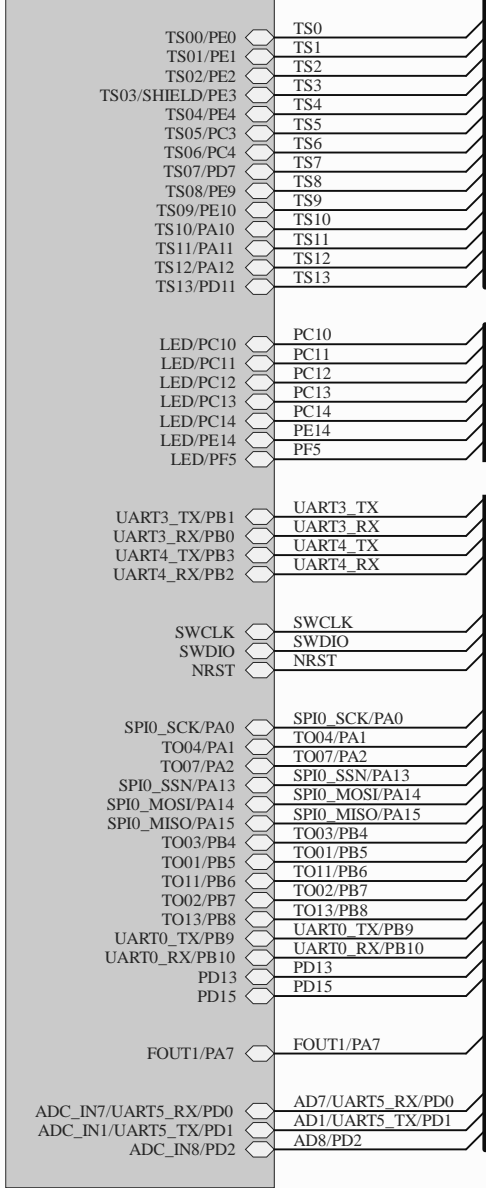 TS00/PE0 TS0
TS01/PE1 TS1
TS02/PE2 TS2
TS03/SHIELD/PE3 TS3
TS04/PE4 TS4
TS05/PC3 TS5
TS06/PC4 TS6
TS07/PD7 TS7
TS08/PE9 TS8
TS09/PE10 TS9
TS10/PA10 TS10
TS11/PA11 TS11
TS12/PA12 TS12
TS13/PD11 TS13
LED/PC10 PC10
LED/PC11 PC11
LED/PC12 PC12
LED/PC13 PC13
LED/PC14 PC14
LED/PE14 PE14
LED/PF5 PF5
UART3_TX/PB1 UART3_TX
UART3_RX/PB0 UART3_RX
UART4_TX/PB3 UART4_TX
UART4_RX/PB2 UART4_RX
SWCLK SWCLK
SWDIO SWDIO
NRST NRST
SPI0_SCK/PA0 SPI0_SCK/PA0
TO04/PA1 TO04/PA1
TO07/PA2 TO07/PA2
SPI0_SSN/PA13 SPI0_SSN/PA13
SPI0_MOSI/PA14 SPI0_MOSI/PA14
SPI0_MISO/PA15 SPI0_MISO/PA15
TO03/PB4 TO03/PB4
TO01/PB5 TO01/PB5
TO11/PB6 TO11/PB6
TO02/PB7 TO02/PB7
TO13/PB8 TO13/PB8
UART0_TX/PB9 UART0_TX/PB9
UART0_RX/PB10 UART0_RX/PB10
PD13 PD13
PD15 PD15
FOUT1/PA7 FOUT1/PA7
ADC_IN7/UART5_RX/PD0 AD7/UART5_RX/PD0
ADC_IN1/UART5_TX/PD1 AD1/UART5_TX/PD1
ADC_IN8/PD2 AD8/PD2